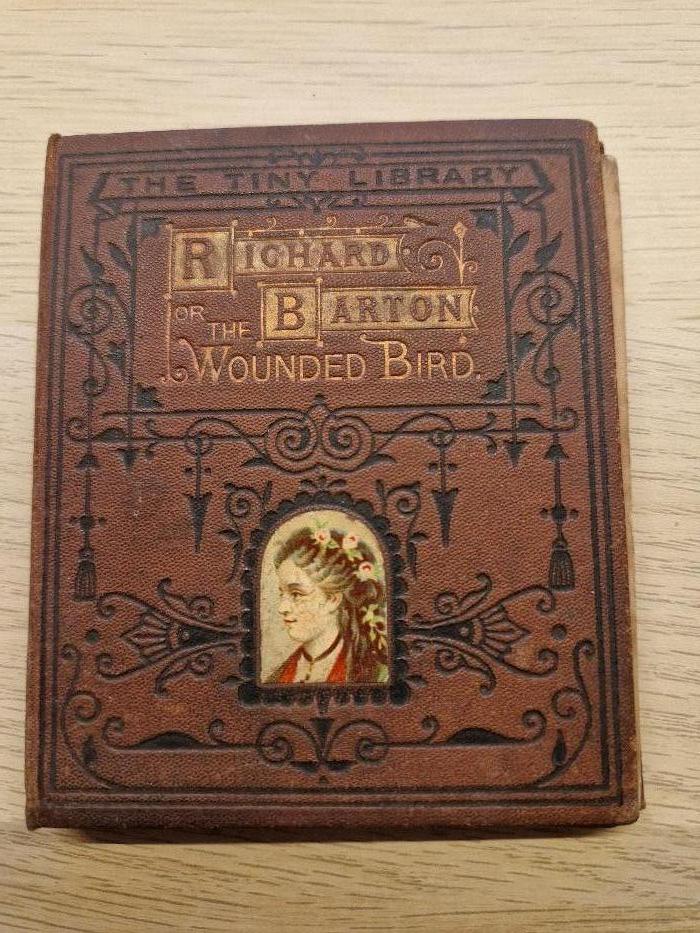 THE TINY LIBRARY
RICHARD
OR THE BARTON
WOUNDED BIRD.